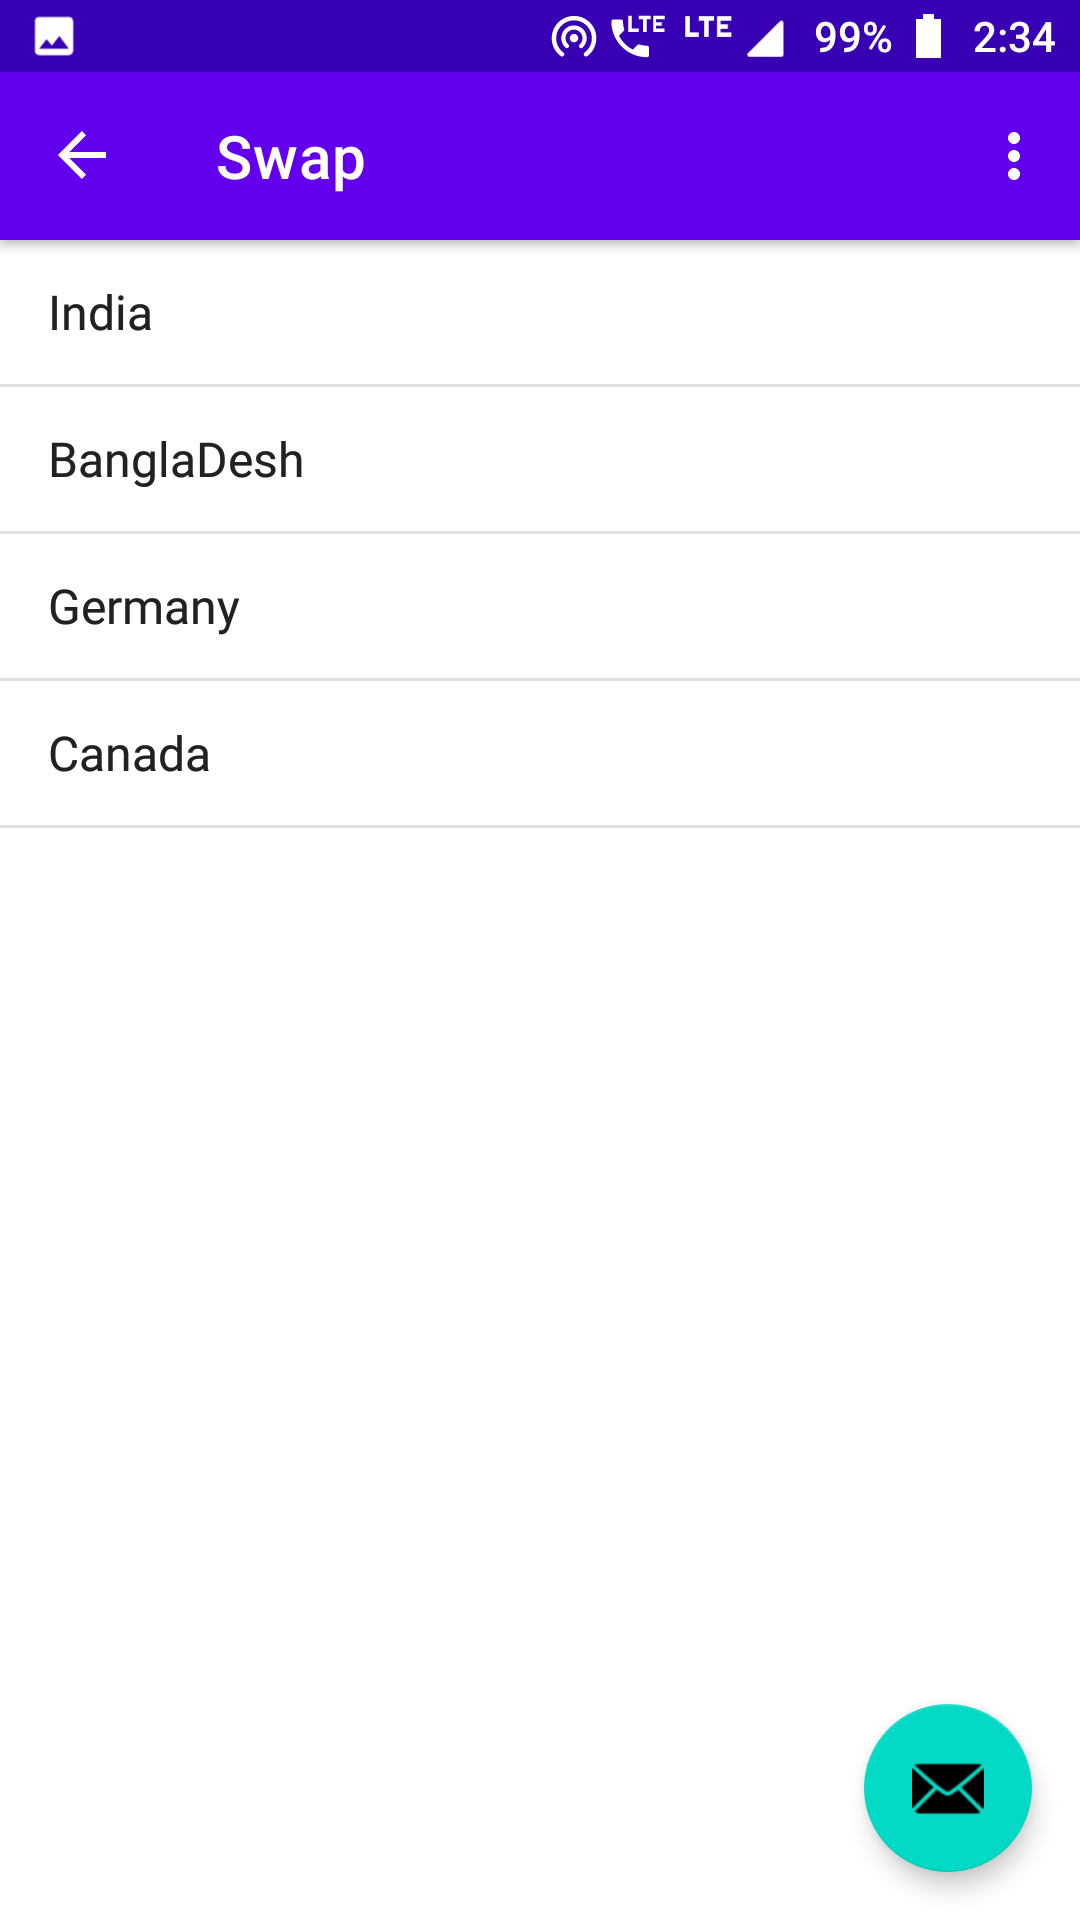 LTE LTE 99% 2:34
Swap
India
BanglaDesh
Germany
Canada